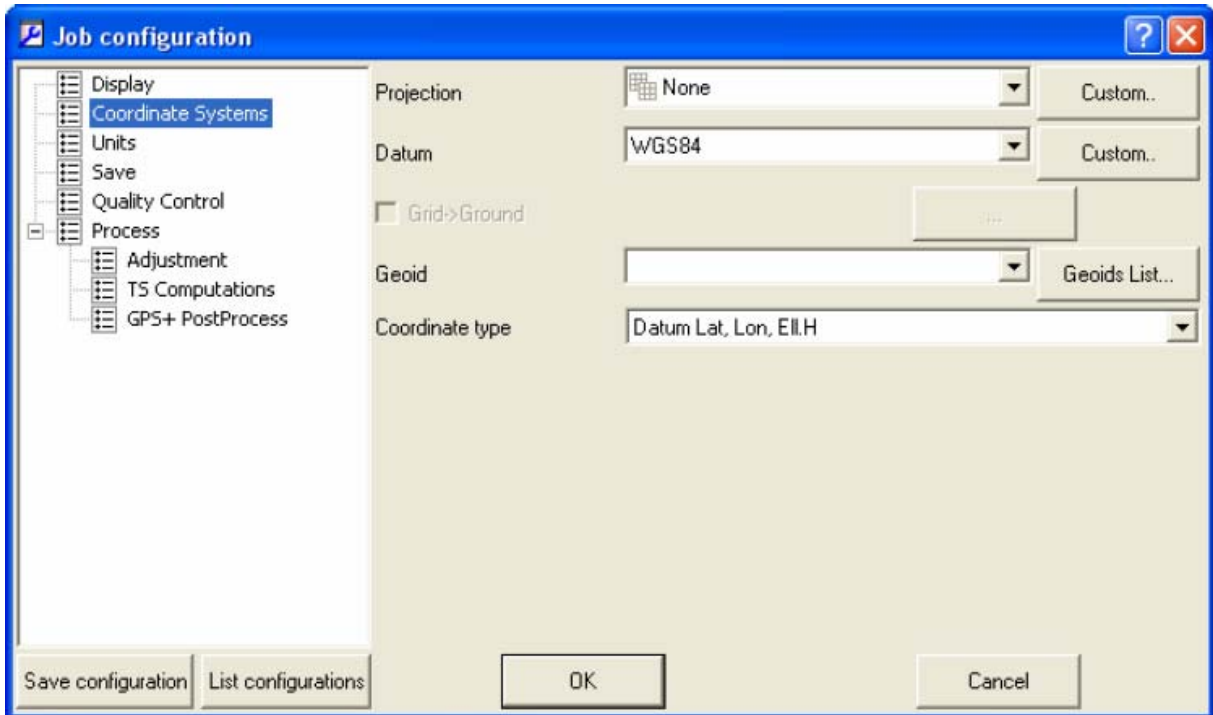 Job configuration
Display
Coordinate Systems
Units
Save
Quality Control
Process
Adjustment
TS Computations
GPS+ PostProcess
Projection
None
Custom..
Datum
WGS84
Custom..
Grid->Ground
...
Geoid
Geoids List...
Coordinate type
Datum Lat, Lon, Ell.H
Save configuration
List configurations
OK
Cancel